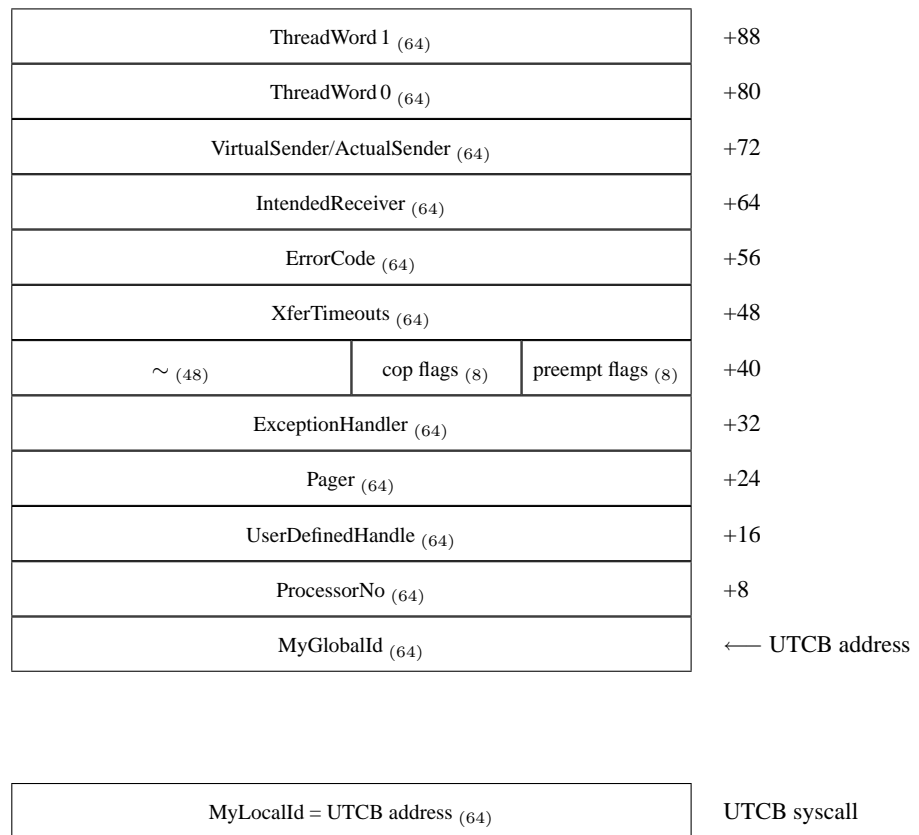 ThreadWord 1 (64) +88
ThreadWord 0 (64) +80
VirtualSender/ActualSender (64) +72
IntendedReceiver (64) +64
ErrorCode (64) +56
XferTimeouts (64) +48
∼ (48) cop flags (8) preempt flags (8) +40
ExceptionHandler (64) +32
Pager (64) +24
UserDefinedHandle (64) +16
ProcessorNo (64) +8
MyGlobalId (64) ← UTCB address
MyLocalId = UTCB address (64) UTCB syscall